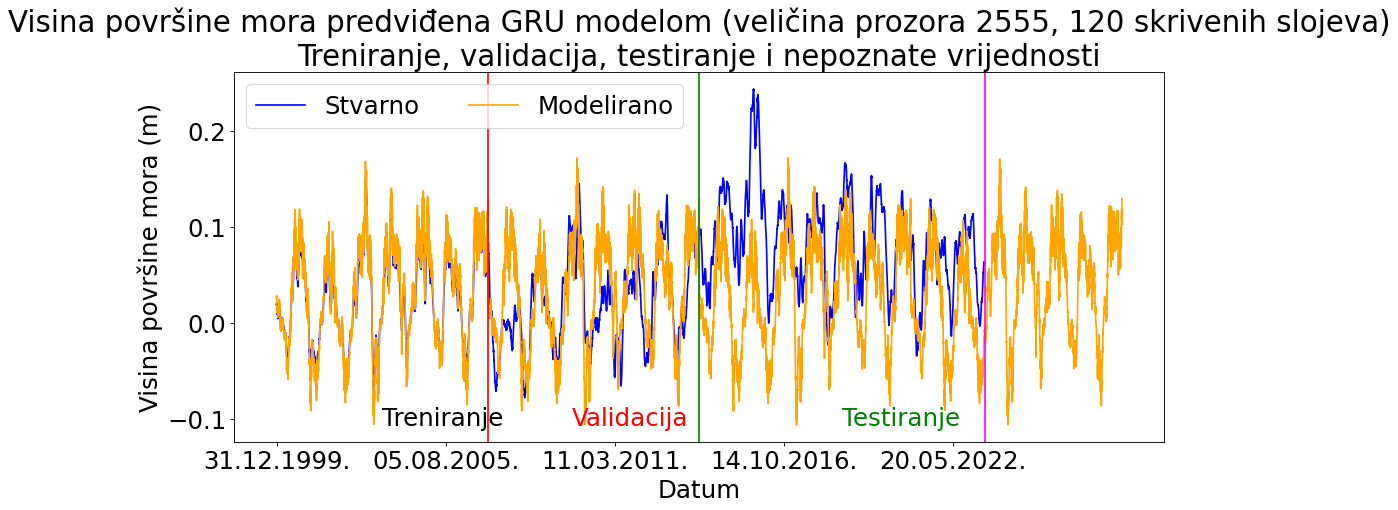 Visina površine mora predviđena GRU modelom (veličina prozora 2555, 120 skrivenih slojeva)
Treniranje, validacija, testiranje i nepoznate vrijednosti
Stvarno
Modelirano
Visina površine mora (m)
0.2
0.1
0.0
−0.1
Treniranje
Validacija
Testiranje
31.12.1999.
05.08.2005.
11.03.2011.
14.10.2016.
20.05.2022.
Datum